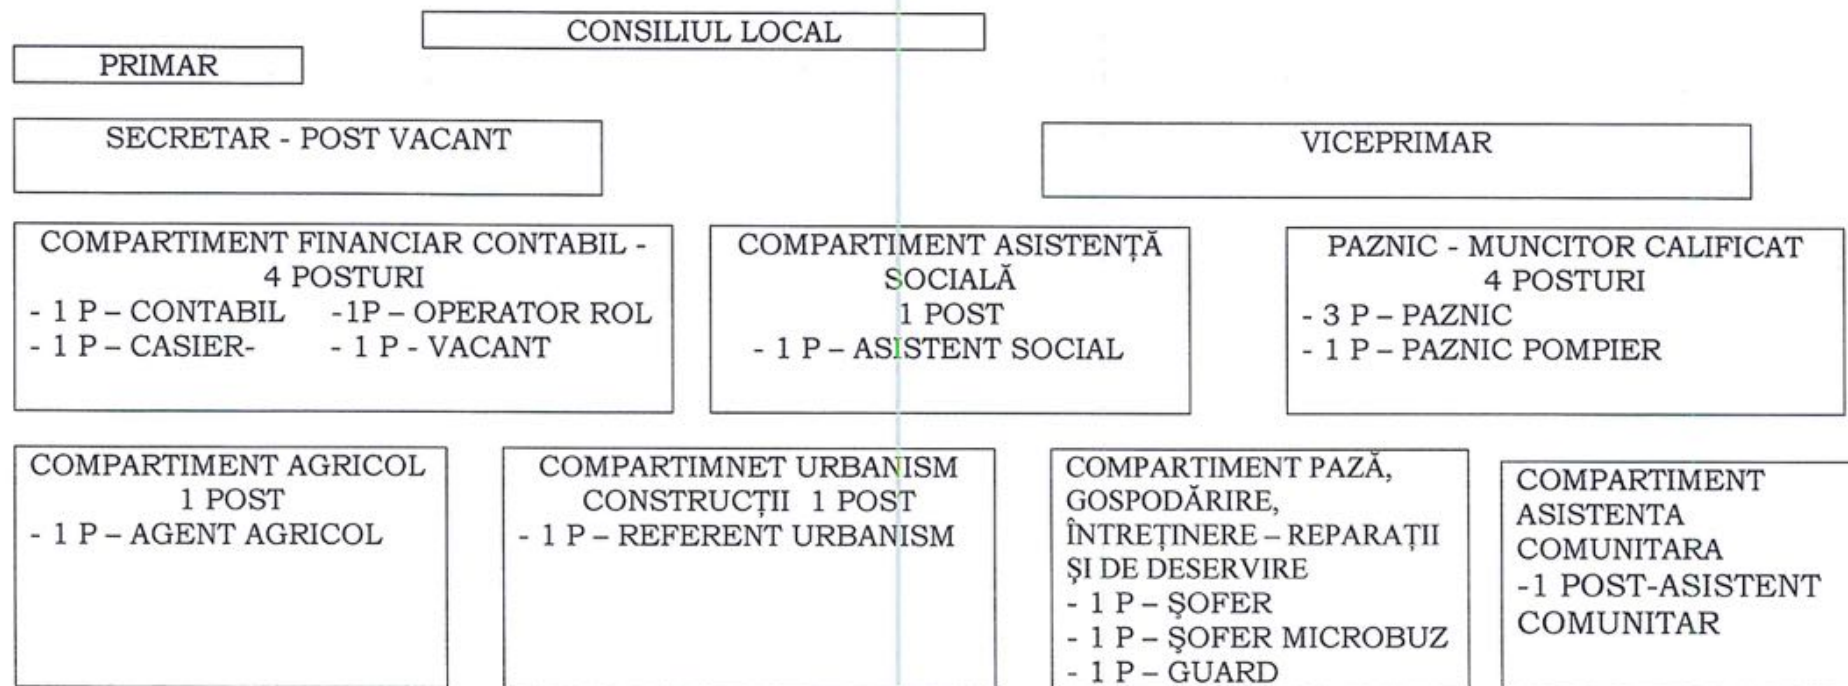 CONSILIUL LOCAL
PRIMAR
SECRETAR - POST VACANT
VICEPRIMAR
COMPARTIMENT FINANCIAR CONTABIL -
4 POSTURI
- 1 P – CONTABIL -1P – OPERATOR ROL
- 1 P – CASIER- - 1 P - VACANT
COMPARTIMENT ASISTENȚĂ
SOCIALĂ
1 POST
- 1 P – ASISTENT SOCIAL
PAZNIC - MUNCITOR CALIFICAT
4 POSTURI
- 3 P – PAZNIC
- 1 P – PAZNIC POMPIER
COMPARTIMENT AGRICOL
1 POST
- 1 P – AGENT AGRICOL
COMPARTIMNET URBANISM
CONSTRUCȚII 1 POST
- 1 P – REFERENT URBANISM
COMPARTIMENT PAZĂ,
GOSPODĂRIRE,
ÎNTREȚINERE – REPARAȚII
ŞI DE DESERVIRE
- 1 P – ŞOFER
- 1 P – ŞOFER MICROBUZ
- 1 P – GUARD
COMPARTIMENT
ASISTENTA
COMUNITARA
-1 POST-ASISTENT
COMUNITAR